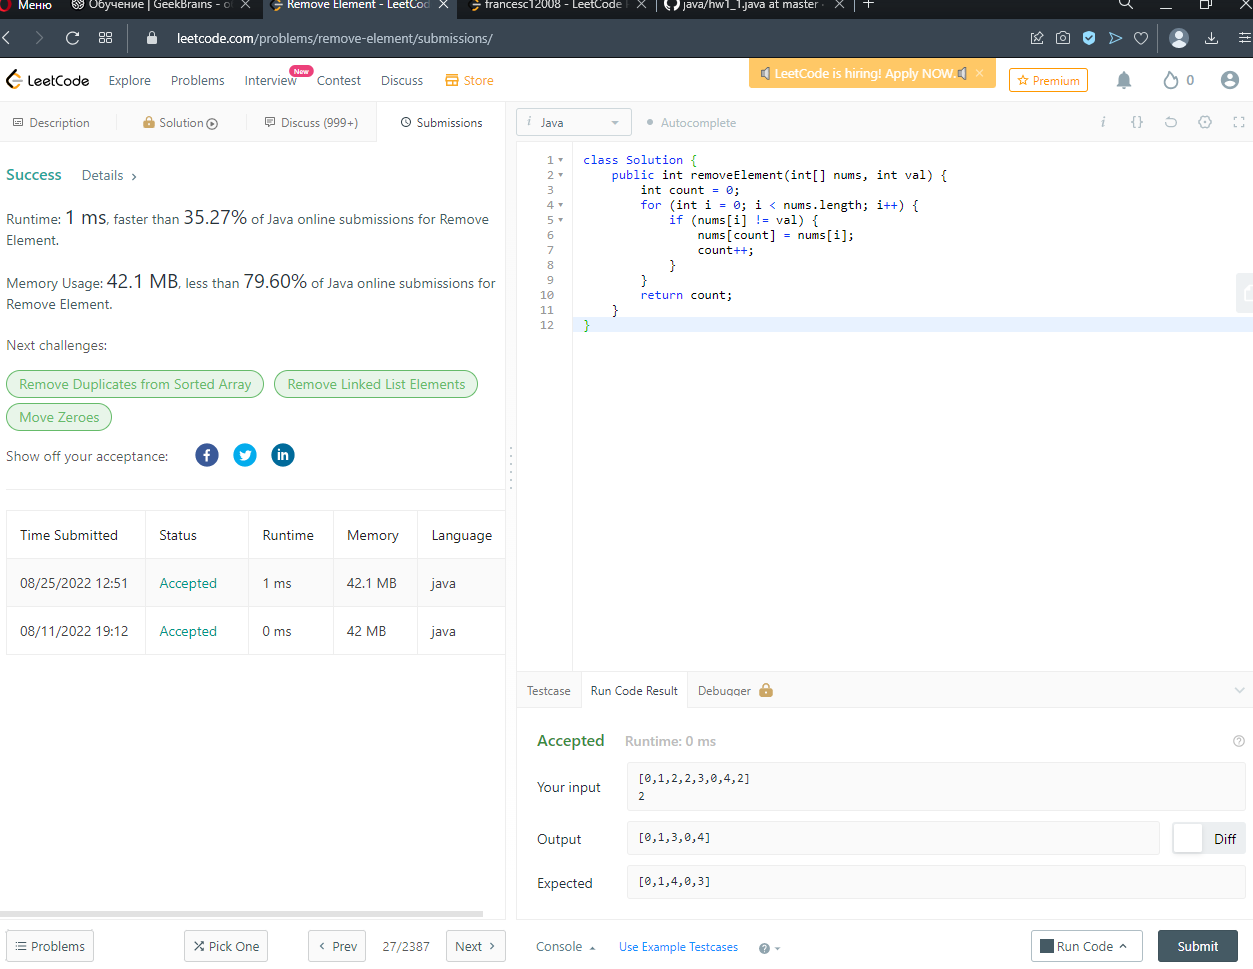 Меню
Обучение | GeekBrains - о
Remove Element - LeetCod
francesc12008 - LeetCode
java/hw1_1.java at master
leetcode.com/problems/remove-element/submissions/
LeetCode
Explore
Problems
Interview
New
Contest
Discuss
Store
LeetCode is hiring! Apply NOW.
Premium
0
Description
Solution
Discuss (999+)
Submissions
i Java
Autocomplete
i
{}
Success
Details
Runtime: 1 ms, faster than 35.27% of Java online submissions for Remove
Element.
Memory Usage: 42.1 MB, less than 79.60% of Java online submissions for
Remove Element.
Next challenges:
Remove Duplicates from Sorted Array
Remove Linked List Elements
Move Zeroes
Show off your acceptance:
Time Submitted Status Runtime Memory Language
08/25/2022 12:51 Accepted 1 ms 42.1 MB java
08/11/2022 19:12 Accepted 0 ms 42 MB java
1 class Solution {
2 public int removeElement(int[] nums, int val) {
3 int count = 0;
4 for (int i = 0; i < nums.length; i++) {
5 if (nums[i] != val) {
6 nums[count] = nums[i];
7 count++;
8 }
9 }
10 return count;
11 }
12 }
Testcase
Run Code Result
Debugger
Accepted Runtime: 0 ms
Your input
[0,1,2,2,3,0,4,2]
2
Output
[0,1,3,0,4]
Diff
Expected
[0,1,4,0,3]
Problems
Pick One
Prev
27/2387
Next
Console
Use Example Testcases
Run Code
Submit